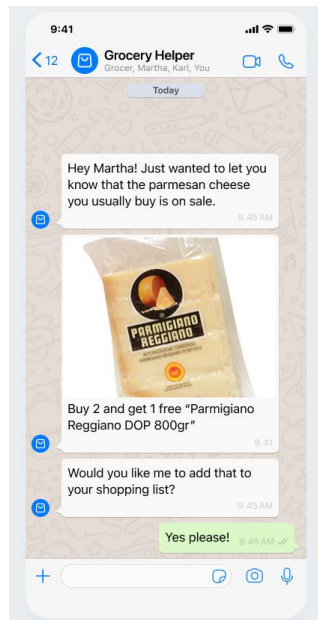 9:41
12
Grocery Helper
Grocer, Martha, Karl, You
Today
Hey Martha! Just wanted to let you
know that the parmesan cheese
you usually buy is on sale.
9.45 AM
PARMIGIANO
REGGIANO
Buy 2 and get 1 free “Parmigiano
Reggiano DOP 800gr”
9.41
Would you like me to add that to
your shopping list?
9.45 AM
Yes please!
9.45 AM